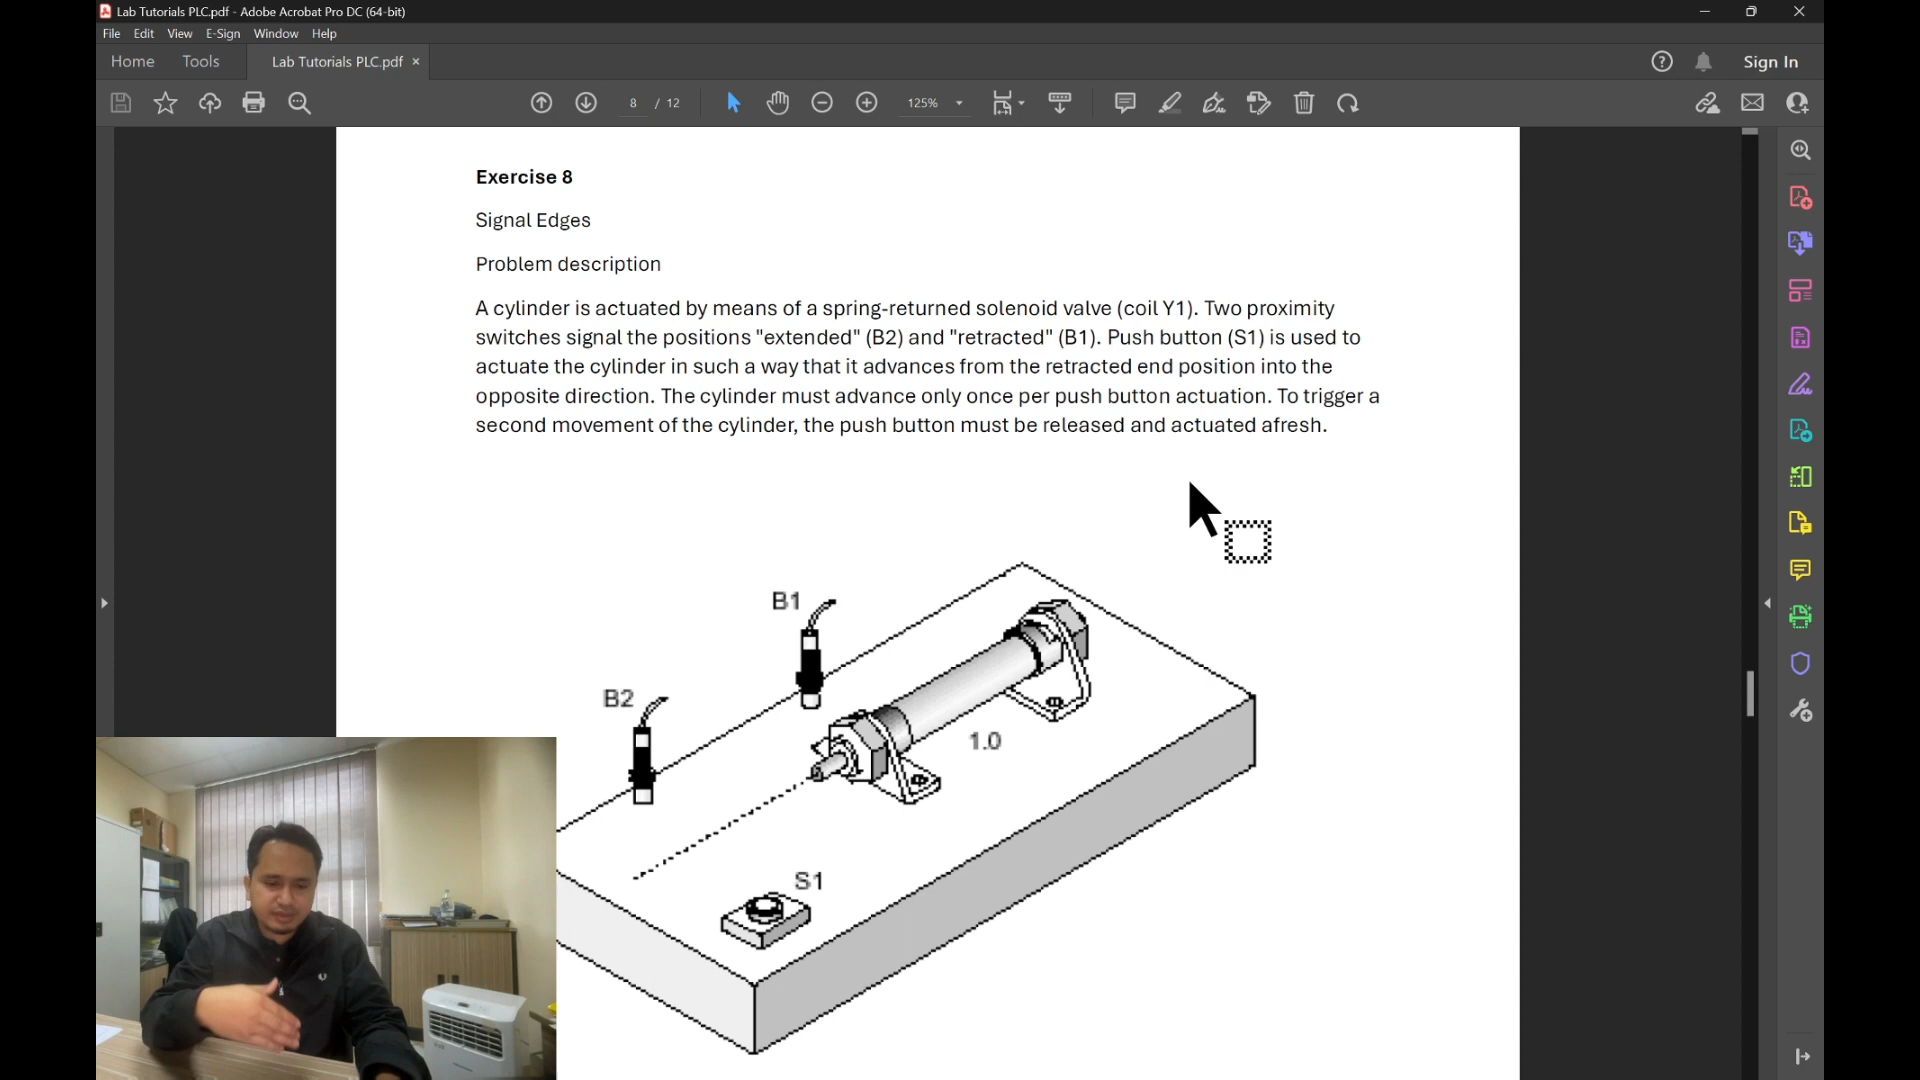 Lab Tutorials PLC.pdf - Adobe Acrobat Pro DC (64-bit)
File Edit View E-Sign Window Help
Home Tools Lab Tutorials PLC.pdf × Sign In
8 / 12 125%
Exercise 8
Signal Edges
Problem description
A cylinder is actuated by means of a spring-returned solenoid valve (coil Y1). Two proximity
switches signal the positions "extended" (B2) and "retracted" (B1). Push button (S1) is used to
actuate the cylinder in such a way that it advances from the retracted end position into the
opposite direction. The cylinder must advance only once per push button actuation. To trigger a
second movement of the cylinder, the push button must be released and actuated afresh.
B1
B2
1.0
S1